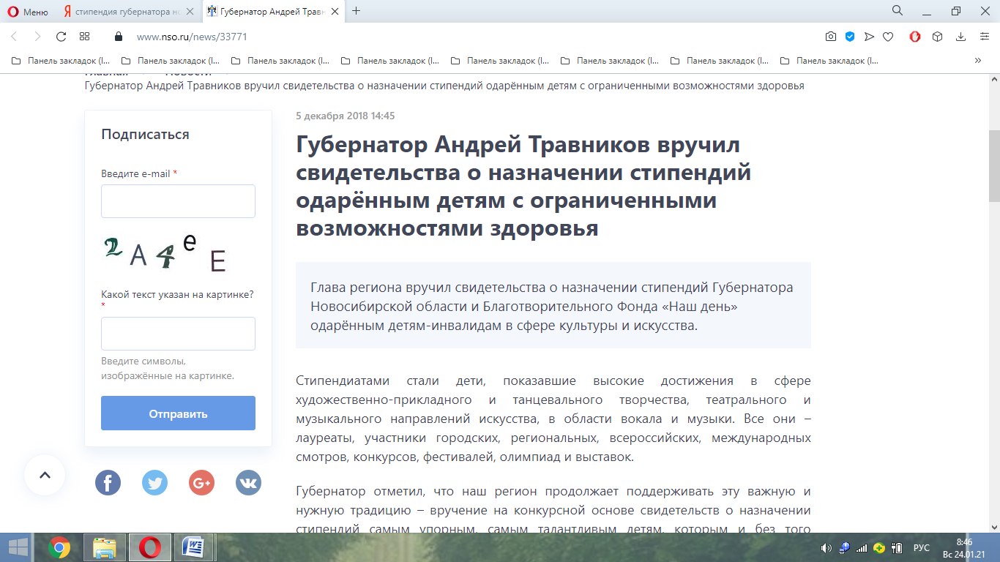 Меню
стипендия губернатора но
Губернатор Андрей Травн
www.nso.ru/news/33771
Панель закладок (I...
Панель закладок (I...
Панель закладок (I...
Панель закладок (I...
Панель закладок (I...
Панель закладок (I...
Панель закладок (I...
Панель закладок (I...
Главная
Новости
Губернатор Андрей Травников вручил свидетельства о назначении стипендий одарённым детям с ограниченными возможностями здоровья
Подписаться
Введите e-mail *
2 A 4 e E
Какой текст указан на картинке?
*
Введите символы,
изображённые на картинке.
Отправить
5 декабря 2018 14:45
Губернатор Андрей Травников вручил
свидетельства о назначении стипендий
одарённым детям с ограниченными
возможностями здоровья
Глава региона вручил свидетельства о назначении стипендий Губернатора
Новосибирской области и Благотворительного Фонда «Наш день»
одарённым детям-инвалидам в сфере культуры и искусства.
Стипендиатами стали дети, показавшие высокие достижения в сфере
художественно-прикладного и танцевального творчества, театрального и
музыкального направлений искусства, в области вокала и музыки. Все они –
лауреаты, участники городских, региональных, всероссийских, международных
смотров, конкурсов, фестивалей, олимпиад и выставок.
Губернатор отметил, что наш регион продолжает поддерживать эту важную и
нужную традицию – вручение на конкурсной основе свидетельств о назначении
стипендий самым упорным, самым талантливым детям, которым и без того
РУС
8:46
Вс 24.01.21